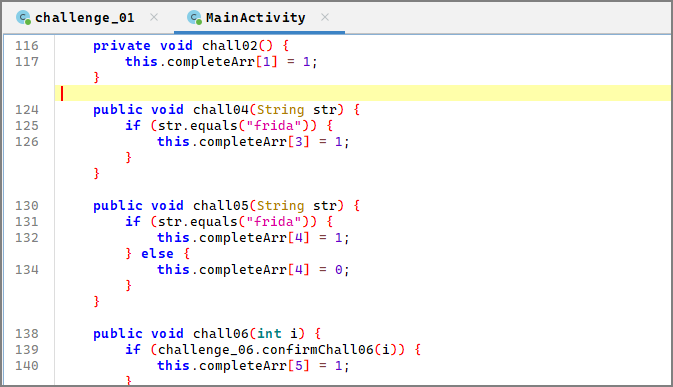 challenge_01 × MainActivity ×
116 private void chall02() {
117 this.completeArr[1] = 1;
}
124 public void chall04(String str) {
125 if (str.equals("frida")) {
126 this.completeArr[3] = 1;
}
}
130 public void chall05(String str) {
131 if (str.equals("frida")) {
132 this.completeArr[4] = 1;
} else {
134 this.completeArr[4] = 0;
}
}
138 public void chall06(int i) {
139 if (challenge_06.confirmChall06(i)) {
140 this.completeArr[5] = 1;
}